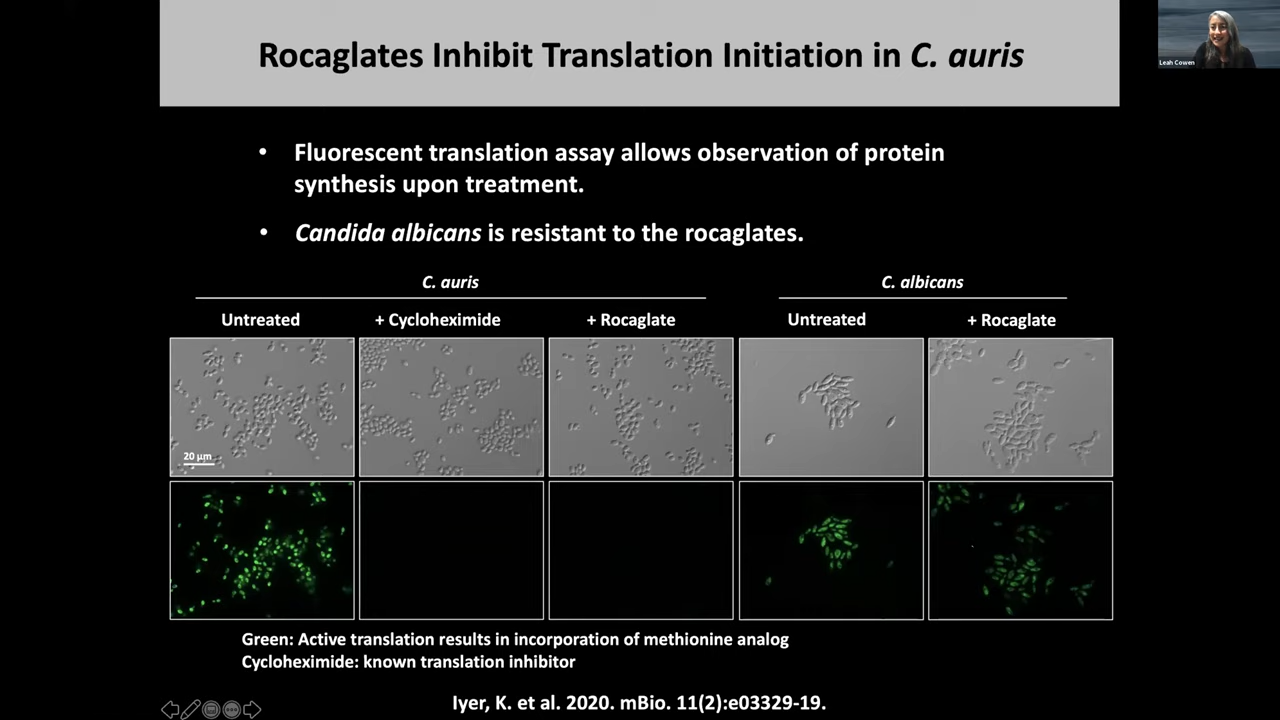 Rocaglates Inhibit Translation Initiation in C. auris
Leah Cowen
• Fluorescent translation assay allows observation of protein
synthesis upon treatment.
• Candida albicans is resistant to the rocaglates.
C. auris
C. albicans
Untreated
+ Cycloheximide
+ Rocaglate
Untreated
+ Rocaglate
20 µm
Green: Active translation results in incorporation of methionine analog
Cycloheximide: known translation inhibitor
Iyer, K. et al. 2020. mBio. 11(2):e03329-19.